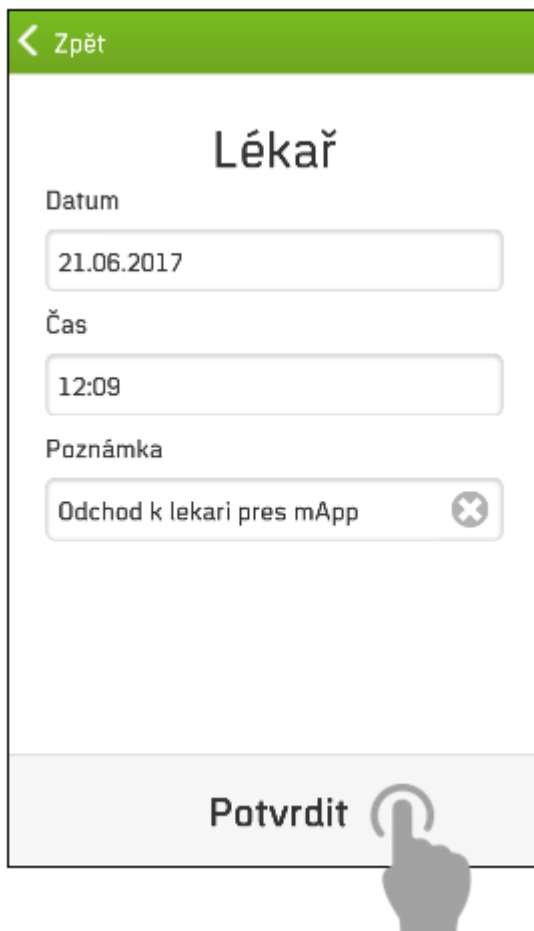 Zpět
Lékař
Datum
21.06.2017
Čas
12:09
Poznámka
Odchod k lekari pres mApp
Potvrdit